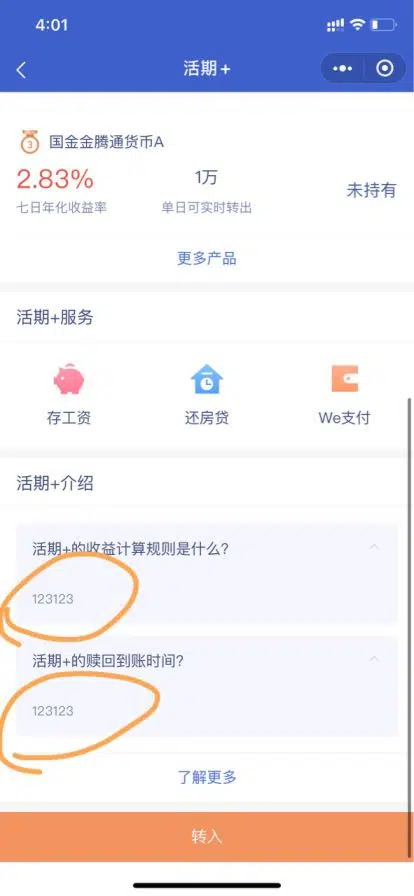 4:01
活期+
3
国金金腾通货币A
2.83%
1万
未持有
七日年化收益率
单日可实时转出
更多产品
活期+服务
存工资
还房贷
We支付
活期+介绍
活期+的收益计算规则是什么?
123123
活期+的赎回到账时间?
123123
了解更多
转入